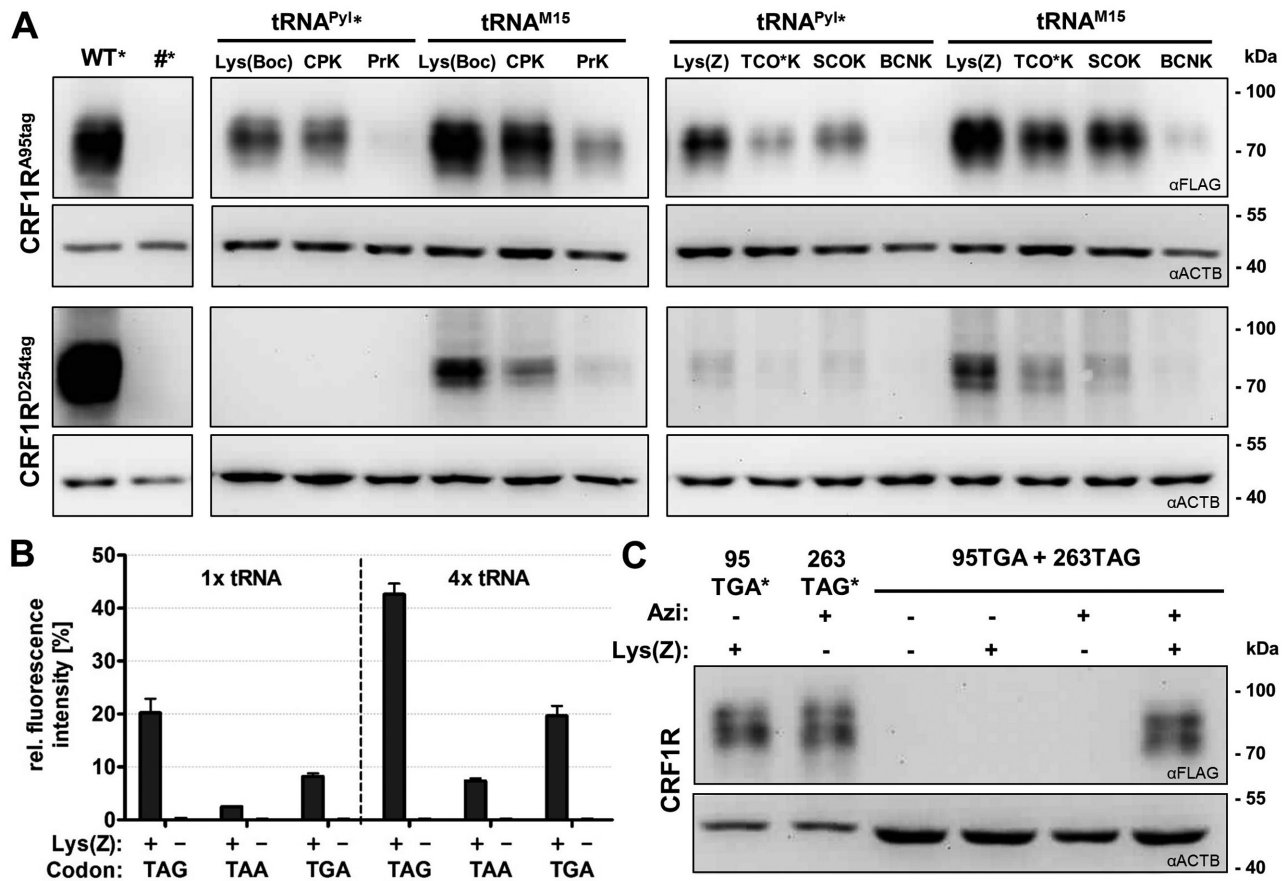 A
tRNAPyl* tRNAM15 tRNAPyl* tRNAM15
WT* #* Lys(Boc) CPK PrK Lys(Boc) CPK PrK Lys(Z) TCO*K SCOK BCNK Lys(Z) TCO*K SCOK BCNK kDa
CRF1RA95tag
- 100
- 70
αFLAG
- 55
- 40
αACTB
CRF1RD254tag
- 100
- 70
- 55
- 40
αACTB
B
rel. fluorescence
intensity [%]
50
40
30
20
10
0
1x tRNA 4x tRNA
Lys(Z): + – + – + – + – + – + –
Codon: TAG TAA TGA TAG TAA TGA
C
95 263 95TGA + 263TAG
TGA* TAG*
Azi: - + - - + +
Lys(Z): + - - + - + kDa
CRF1R
- 100
- 70
αFLAG
- 55
- 40
αACTB